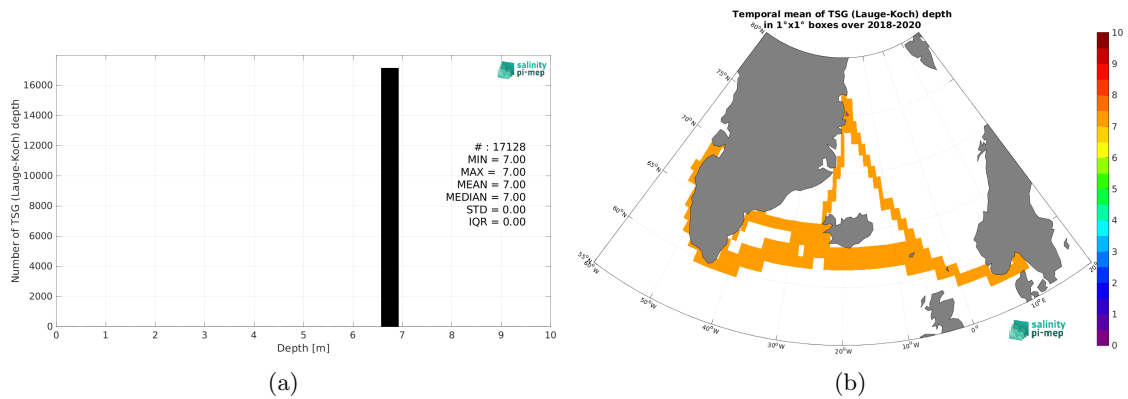 salinity
pi-mep
Number of TSG (Lauge-Koch) depth
16000
14000
12000
10000
8000
6000
4000
2000
0
# : 17128
MIN = 7.00
MAX = 7.00
MEAN = 7.00
MEDIAN = 7.00
STD = 0.00
IQR = 0.00
0 1 2 3 4 5 6 7 8 9 10
Depth [m]
(a)
Temporal mean of TSG (Lauge-Koch) depth
in 1°x1° boxes over 2018-2020
80°N
75°N
70°N
65°N
60°N
55°N
60°W
50°W
40°W
30°W
20°W
10°W
0°
10°E
20°
salinity
pi-mep
10
9
8
7
6
5
4
3
2
1
0
(b)